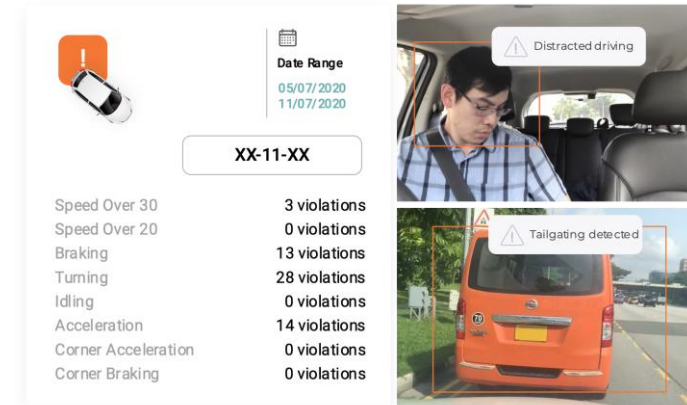 !
Date Range
05/07/2020
11/07/2020
XX-11-XX
Speed Over 30 3 violations
Speed Over 20 0 violations
Braking 13 violations
Turning 28 violations
Idling 0 violations
Acceleration 14 violations
Corner Acceleration 0 violations
Corner Braking 0 violations
Distracted driving
Tailgating detected
70